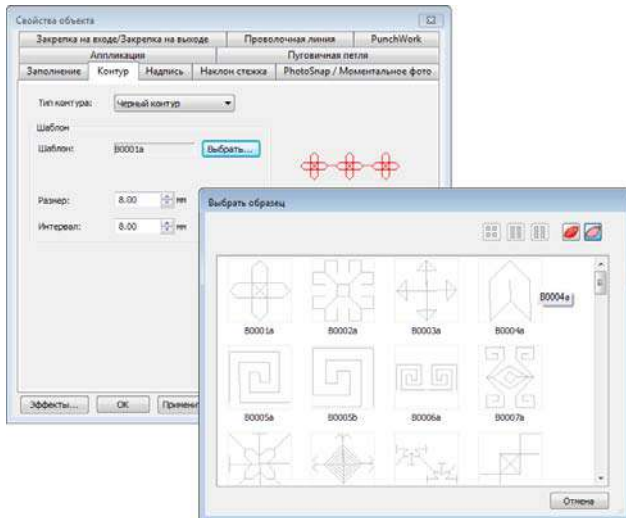 Свойства объекта
Закрепка на входе/Закрепка на выходе Проволочная линия PunchWork
Аппликация Пуговичная петля
Заполнение Контур Надпись Наклон стежка PhotoSnap / Моментальное фото
Тип контура: Черный контур
Шаблон
Шаблон: B0001a Выбрать...
Размер: 8.00 мм
Интервал: 8.00 мм
Эффекты... OK Примени
Выбрать образец
B0004a
B0001a B0002a B0003a B0004a
B0005a B0005b B0006a B0007a
Отмена